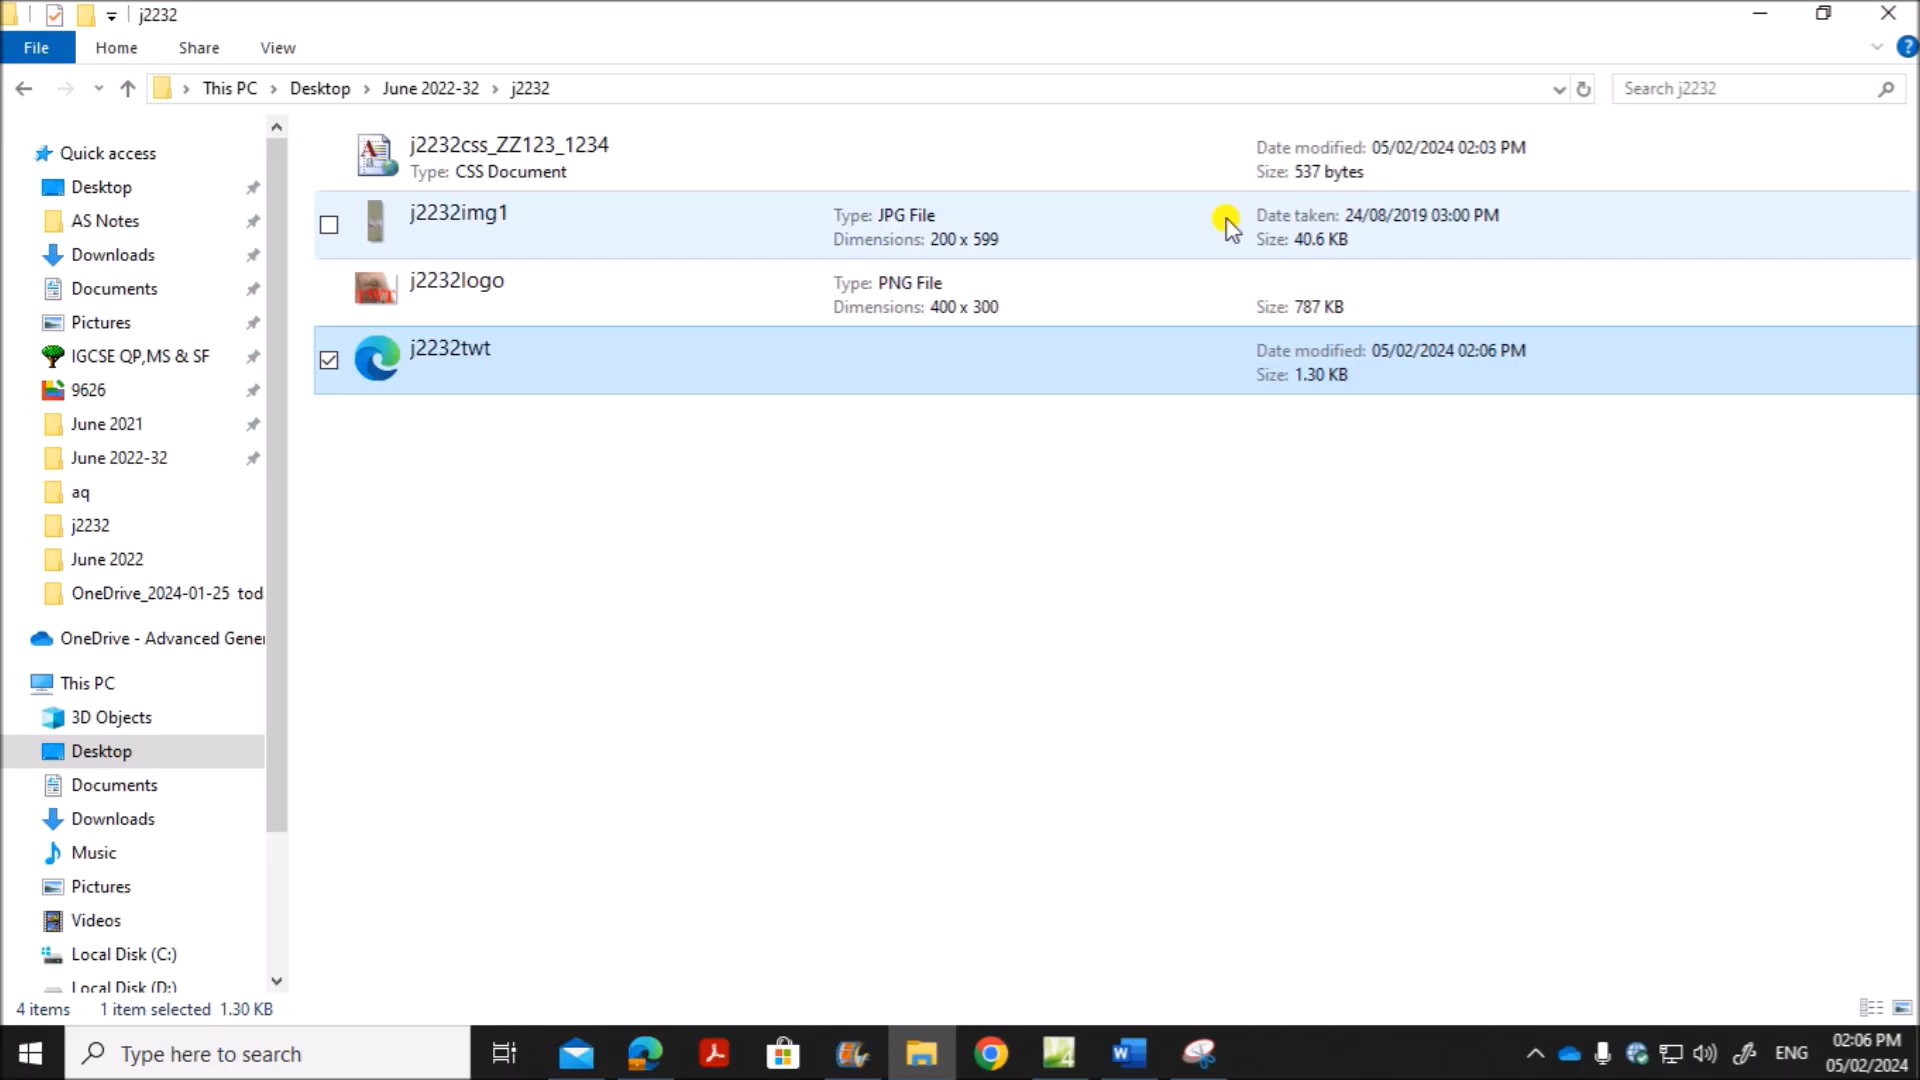 j2232
File Home Share View
This PC Desktop June 2022-32 j2232
Search j2232
Quick access
Desktop
AS Notes
Downloads
Documents
Pictures
IGCSE QP,MS & SF
9626
June 2021
June 2022-32
aq
j2232
June 2022
OneDrive_2024-01-25 tod
OneDrive - Advanced Gener
This PC
3D Objects
Desktop
Documents
Downloads
Music
Pictures
Videos
Local Disk (C:)
Local Disk (D:)
j2232css_ZZ123_1234
Type: CSS Document
Date modified: 05/02/2024 02:03 PM
Size: 537 bytes
j2232img1
Type: JPG File
Dimensions: 200 x 599
Date taken: 24/08/2019 03:00 PM
Size: 40.6 KB
TWT
j2232logo
Type: PNG File
Dimensions: 400 x 300
Size: 787 KB
j2232twt
Date modified: 05/02/2024 02:06 PM
Size: 1.30 KB
4 items 1 item selected 1.30 KB
Type here to search
ENG
02:06 PM
05/02/2024